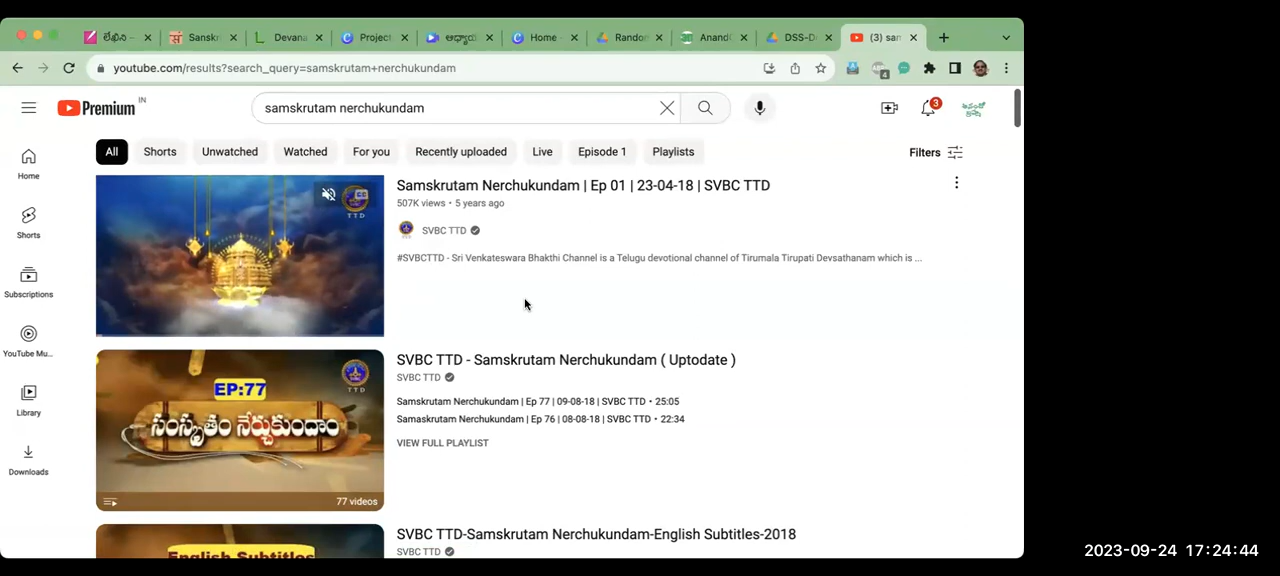 లేఖిని -
Sanskr
Devana
Project
ఆధ్యాయ
Home -
Random
AnandG
DSS-D
(3) san
youtube.com/results?search_query=samskrutam+nerchukundam
4
Premium IN
samskrutam nerchukundam
3
All
Shorts
Unwatched
Watched
For you
Recently uploaded
Live
Episode 1
Playlists
Filters
Home
Shorts
Subscriptions
YouTube Mu...
Library
Downloads
TTD
Samskrutam Nerchukundam | Ep 01 | 23-04-18 | SVBC TTD
507K views • 5 years ago
SVBC TTD
#SVBCTTD - Sri Venkateswara Bhakthi Channel is a Telugu devotional channel of Tirumala Tirupati Devsathanam which is ...
EP:77
TTD
సంస్కృతం నేర్చుకుందాం
77 videos
SVBC TTD - Samskrutam Nerchukundam ( Uptodate )
SVBC TTD
Samskrutam Nerchukundam | Ep 77 | 09-08-18 | SVBC TTD • 25:05
Samaskrutam Nerchukundam | Ep 76 | 08-08-18 | SVBC TTD • 22:34
VIEW FULL PLAYLIST
English Subtitles
SVBC TTD-Samskrutam Nerchukundam-English Subtitles-2018
SVBC TTD
2023-09-24 17:24:44